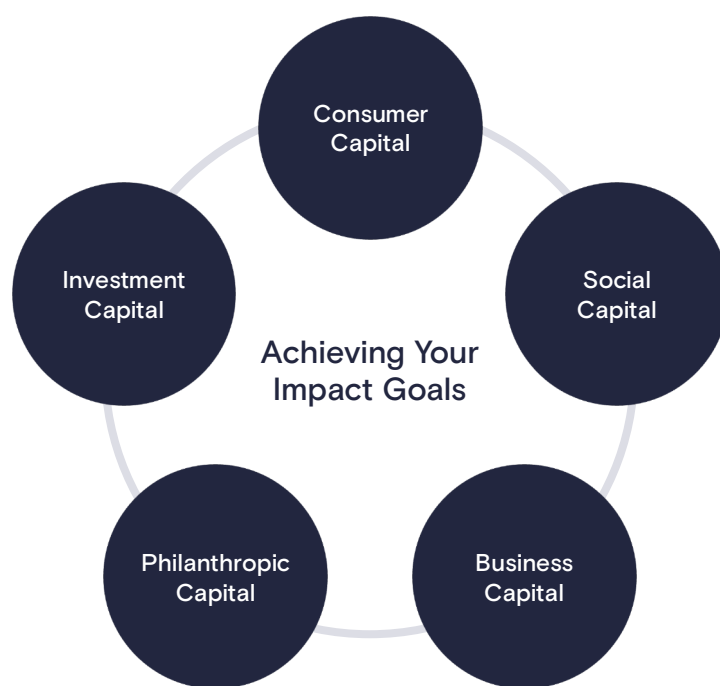 Consumer
Capital
Investment
Capital
Social
Capital
Achieving Your
Impact Goals
Philanthropic
Capital
Business
Capital